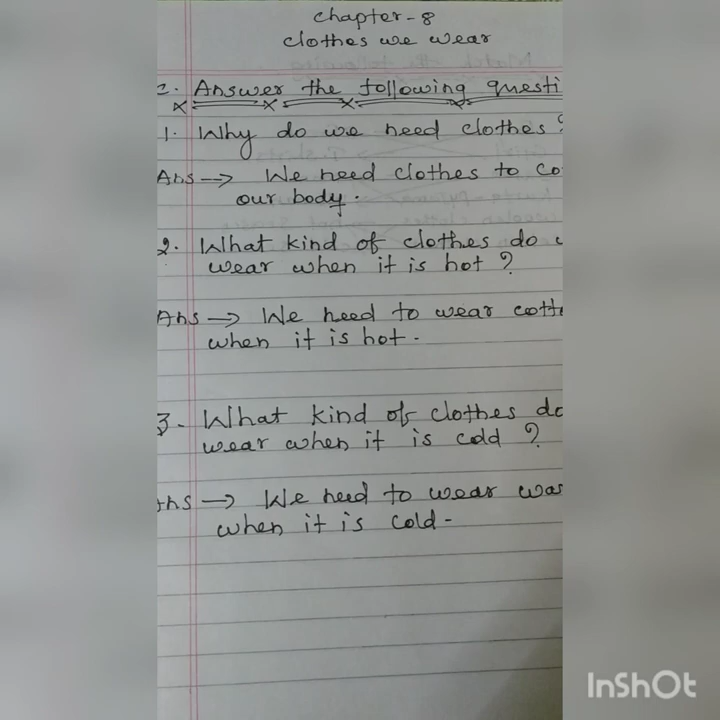 Chapter-8
Clothes we wear
2. Answer the following questi
1. Why do we need clothes?
Ans → We need clothes to co
our body.
2. What kind of clothes do
wear when it is hot?
Ans → We need to wear cott
when it is hot.
3. What kind of clothes do
wear when it is cold?
Ans → We need to wear wa
when it is cold-
InShOt